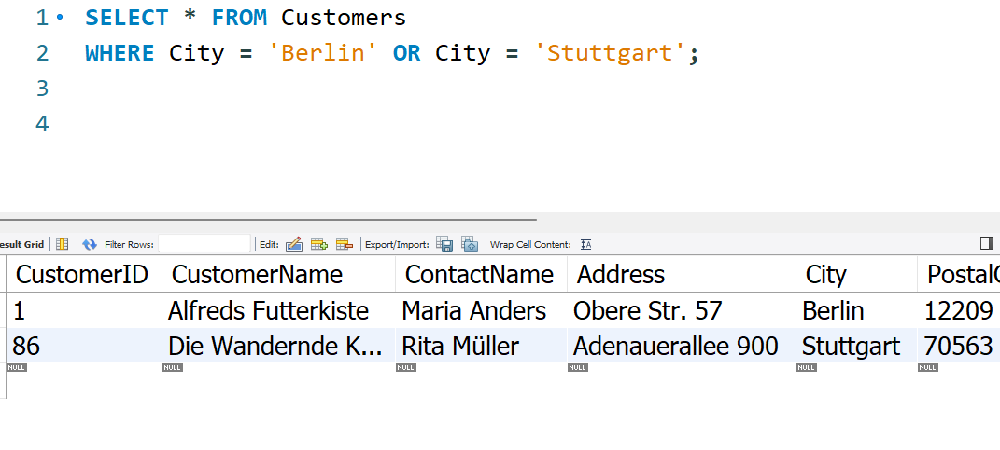 1 SELECT * FROM Customers
2 WHERE City = 'Berlin' OR City = 'Stuttgart';
3
4
esult Grid Filter Rows: Edit: Export/Import: Wrap Cell Content: IA
CustomerID CustomerName ContactName Address City PostalC
1 Alfreds Futterkiste Maria Anders Obere Str. 57 Berlin 12209
86 Die Wandernde K... Rita Müller Adenauerallee 900 Stuttgart 70563
NULL NULL NULL NULL NULL NULL